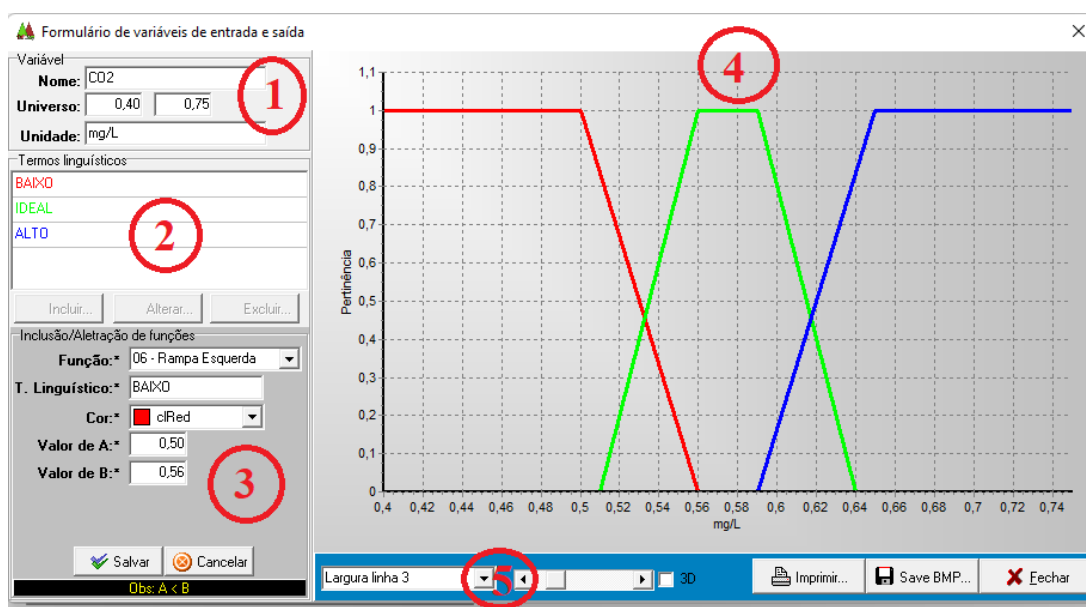 Formulário de variáveis de entrada e saída
Variável
Nome: CO2
Universo: 0,40 0,75
Unidade: mg/L
1
Termos linguísticos
BAIXO
IDEAL
ALTO
2
Incluir... Alterar... Excluir...
Inclusão/Aletração de funções
Função:* 06 - Rampa Esquerda
T. Linguístico:* BAIXO
Cor:* clRed
Valor de A:* 0,50
Valor de B:* 0,56
3
Salvar Cancelar
Obs: A < B
4
Pertinência
1,1
1
0,9
0,8
0,7
0,6
0,5
0,4
0,3
0,2
0,1
0
0,4 0,42 0,44 0,46 0,48 0,5 0,52 0,54 0,56 0,58 0,6 0,62 0,64 0,66 0,68 0,7 0,72 0,74
mg/L
Largura linha 3 5 3D Imprimir... Save BMP... Fechar